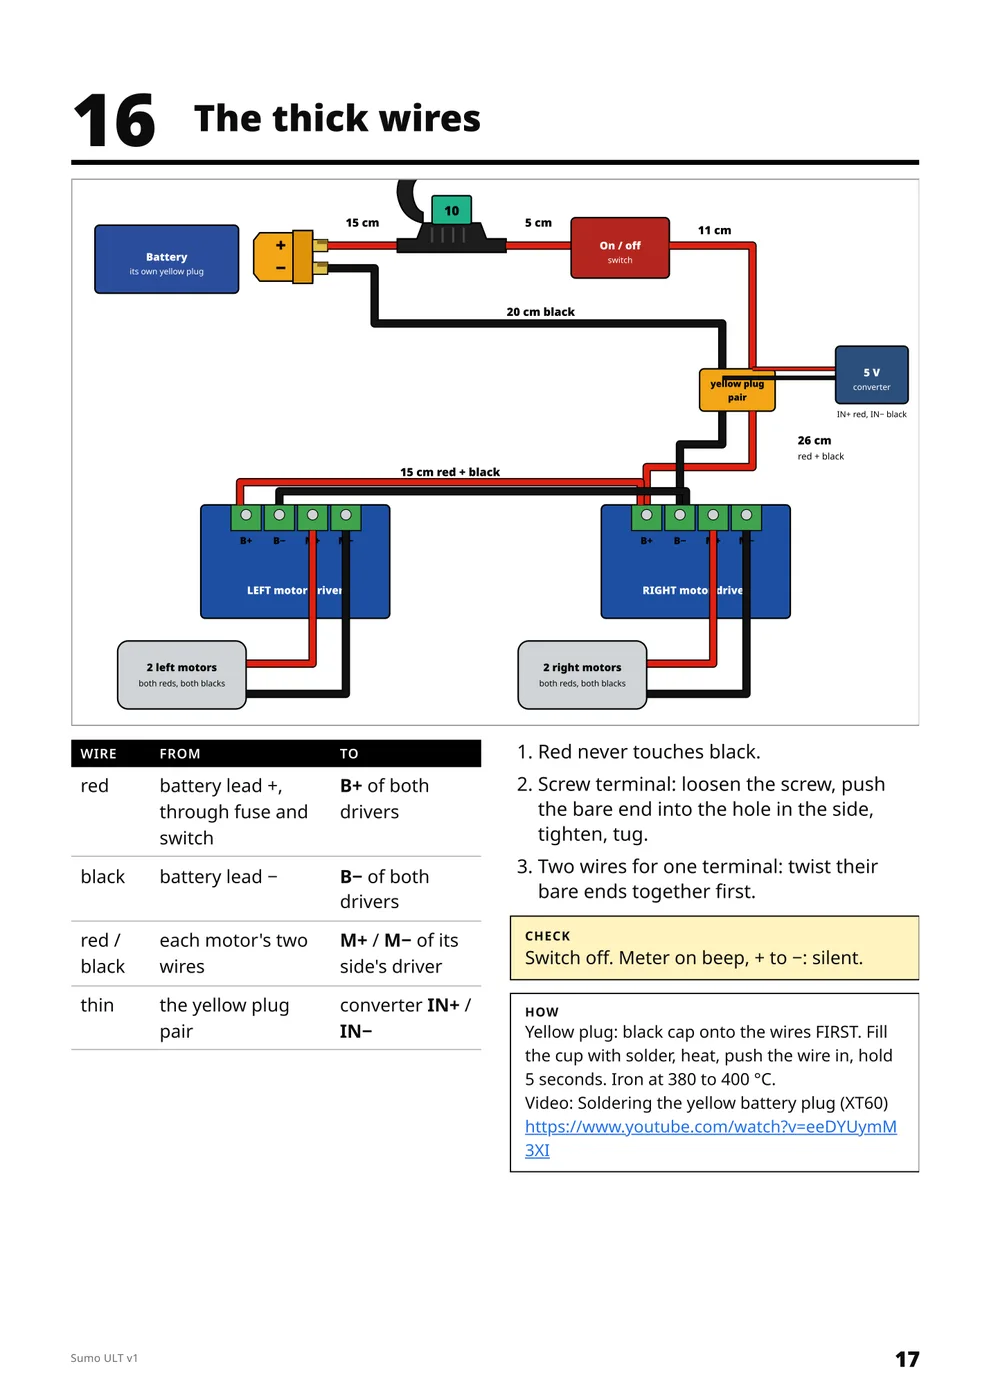 16 The thick wires
10
15 cm
5 cm
11 cm
Battery
its own yellow plug
+
−
On / off
switch
20 cm black
yellow plug
pair
5 V
converter
IN+ red, IN− black
26 cm
red + black
15 cm red + black
B+ B−
B+ B−
LEFT motor
RIGHT
2 left motors
both reds, both blacks
2 right motors
both reds, both blacks
WIRE FROM TO
red battery lead +, through fuse and switch B+ of both drivers
black battery lead − B− of both drivers
red / black each motor's two wires M+ / M− of its side's driver
thin the yellow plug pair converter IN+ / IN−
1. Red never touches black.
2. Screw terminal: loosen the screw, push
the bare end into the hole in the side,
tighten, tug.
3. Two wires for one terminal: twist their
bare ends together first.
CHECK
Switch off. Meter on beep, + to −: silent.
HOW
Yellow plug: black cap onto the wires FIRST. Fill
the cup with solder, heat, push the wire in, hold
5 seconds. Iron at 380 to 400 °C.
Video: Soldering the yellow battery plug (XT60)
https://www.youtube.com/watch?v=eeDYUymM
3XI
Sumo ULT v1
17